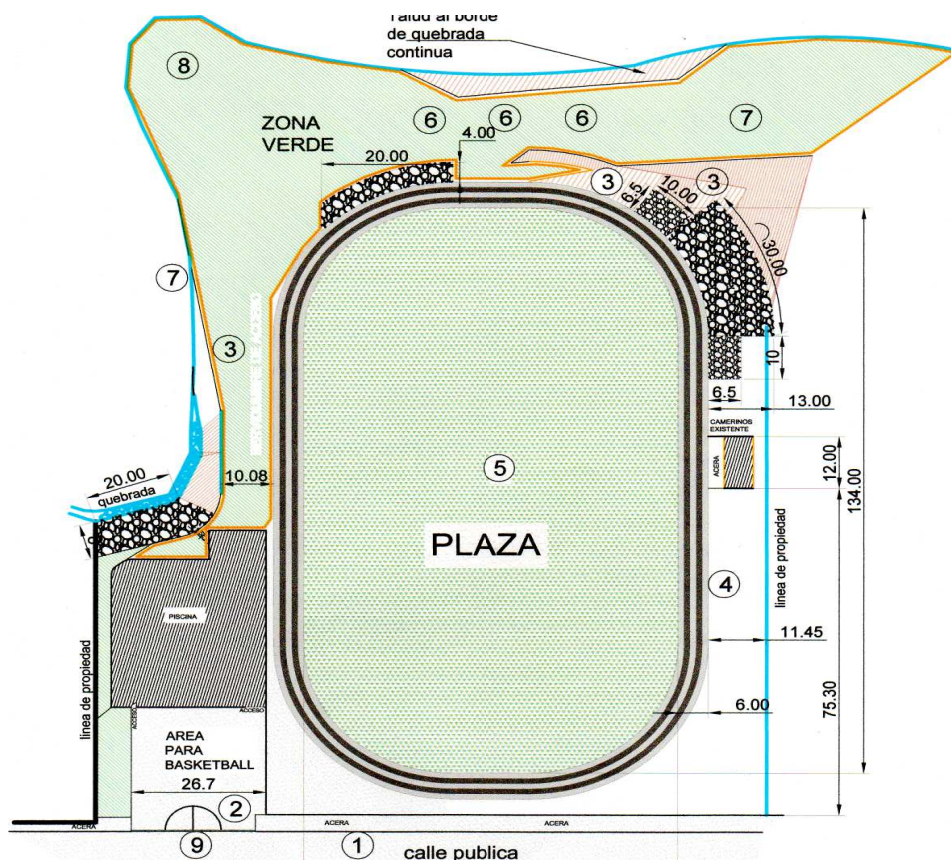 Talud al borde
de quebrada
continua
8
ZONA
VERDE
6
6
6
7
4.00
20.00
3
3
10.00
6.5
30.00
7
3
10
6.5
13.00
CAMERINOS
EXISTENTE
ACERA
12.00
134.00
20.00
quebrada
10.08
5
PLAZA
4
linea de propiedad
PISCINA
linea de propiedad
11.45
6.00
75.30
ACCESO
ACCESO
AREA
PARA
BASKETBALL
26.7
2
ACERA
ACERA
ACERA
9
1
calle publica